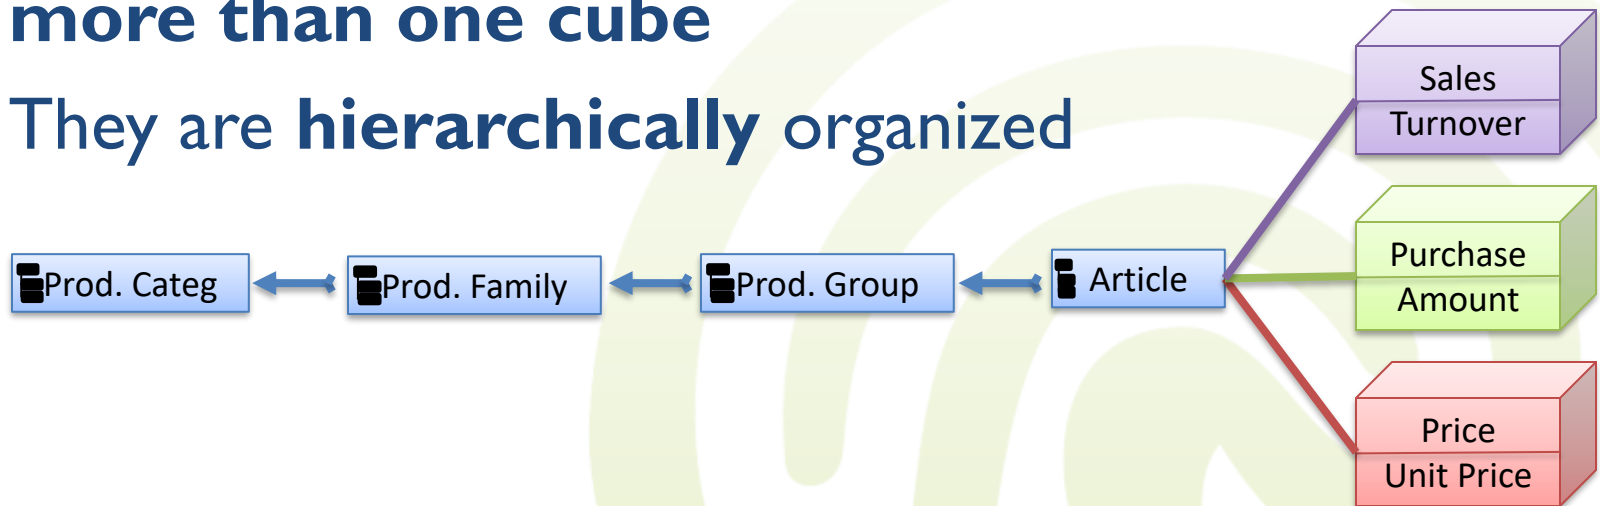 more than one cube
They are hierarchically organized
Sales
Turnover
Prod. Categ
Prod. Family
Prod. Group
Article
Purchase
Amount
Price
Unit Price